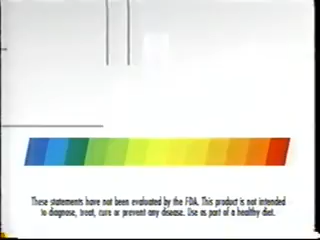 These statements have not been evaluated by the FDA. This product is not intended
to diagnose, treat, cure or prevent any disease. Use as part of a healthy diet.